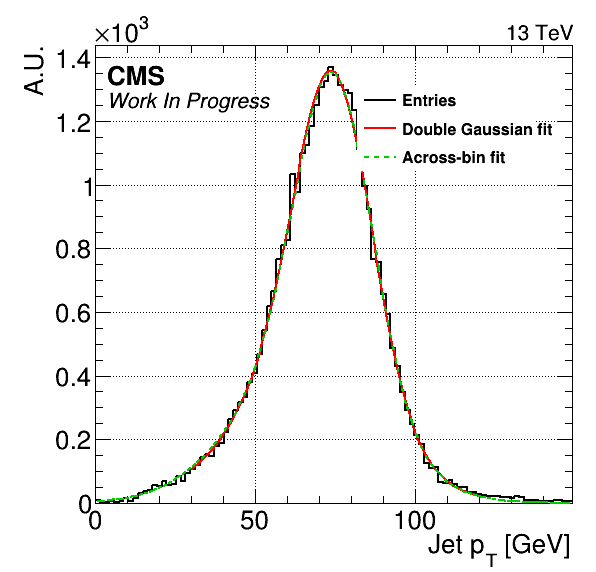 ×10³
13 TeV
A.U.
CMS
Work In Progress
Entries
Double Gaussian fit
Across-bin fit
1.4
1.2
1
0.8
0.6
0.4
0.2
0
0
50
100
Jet p_T [GeV]